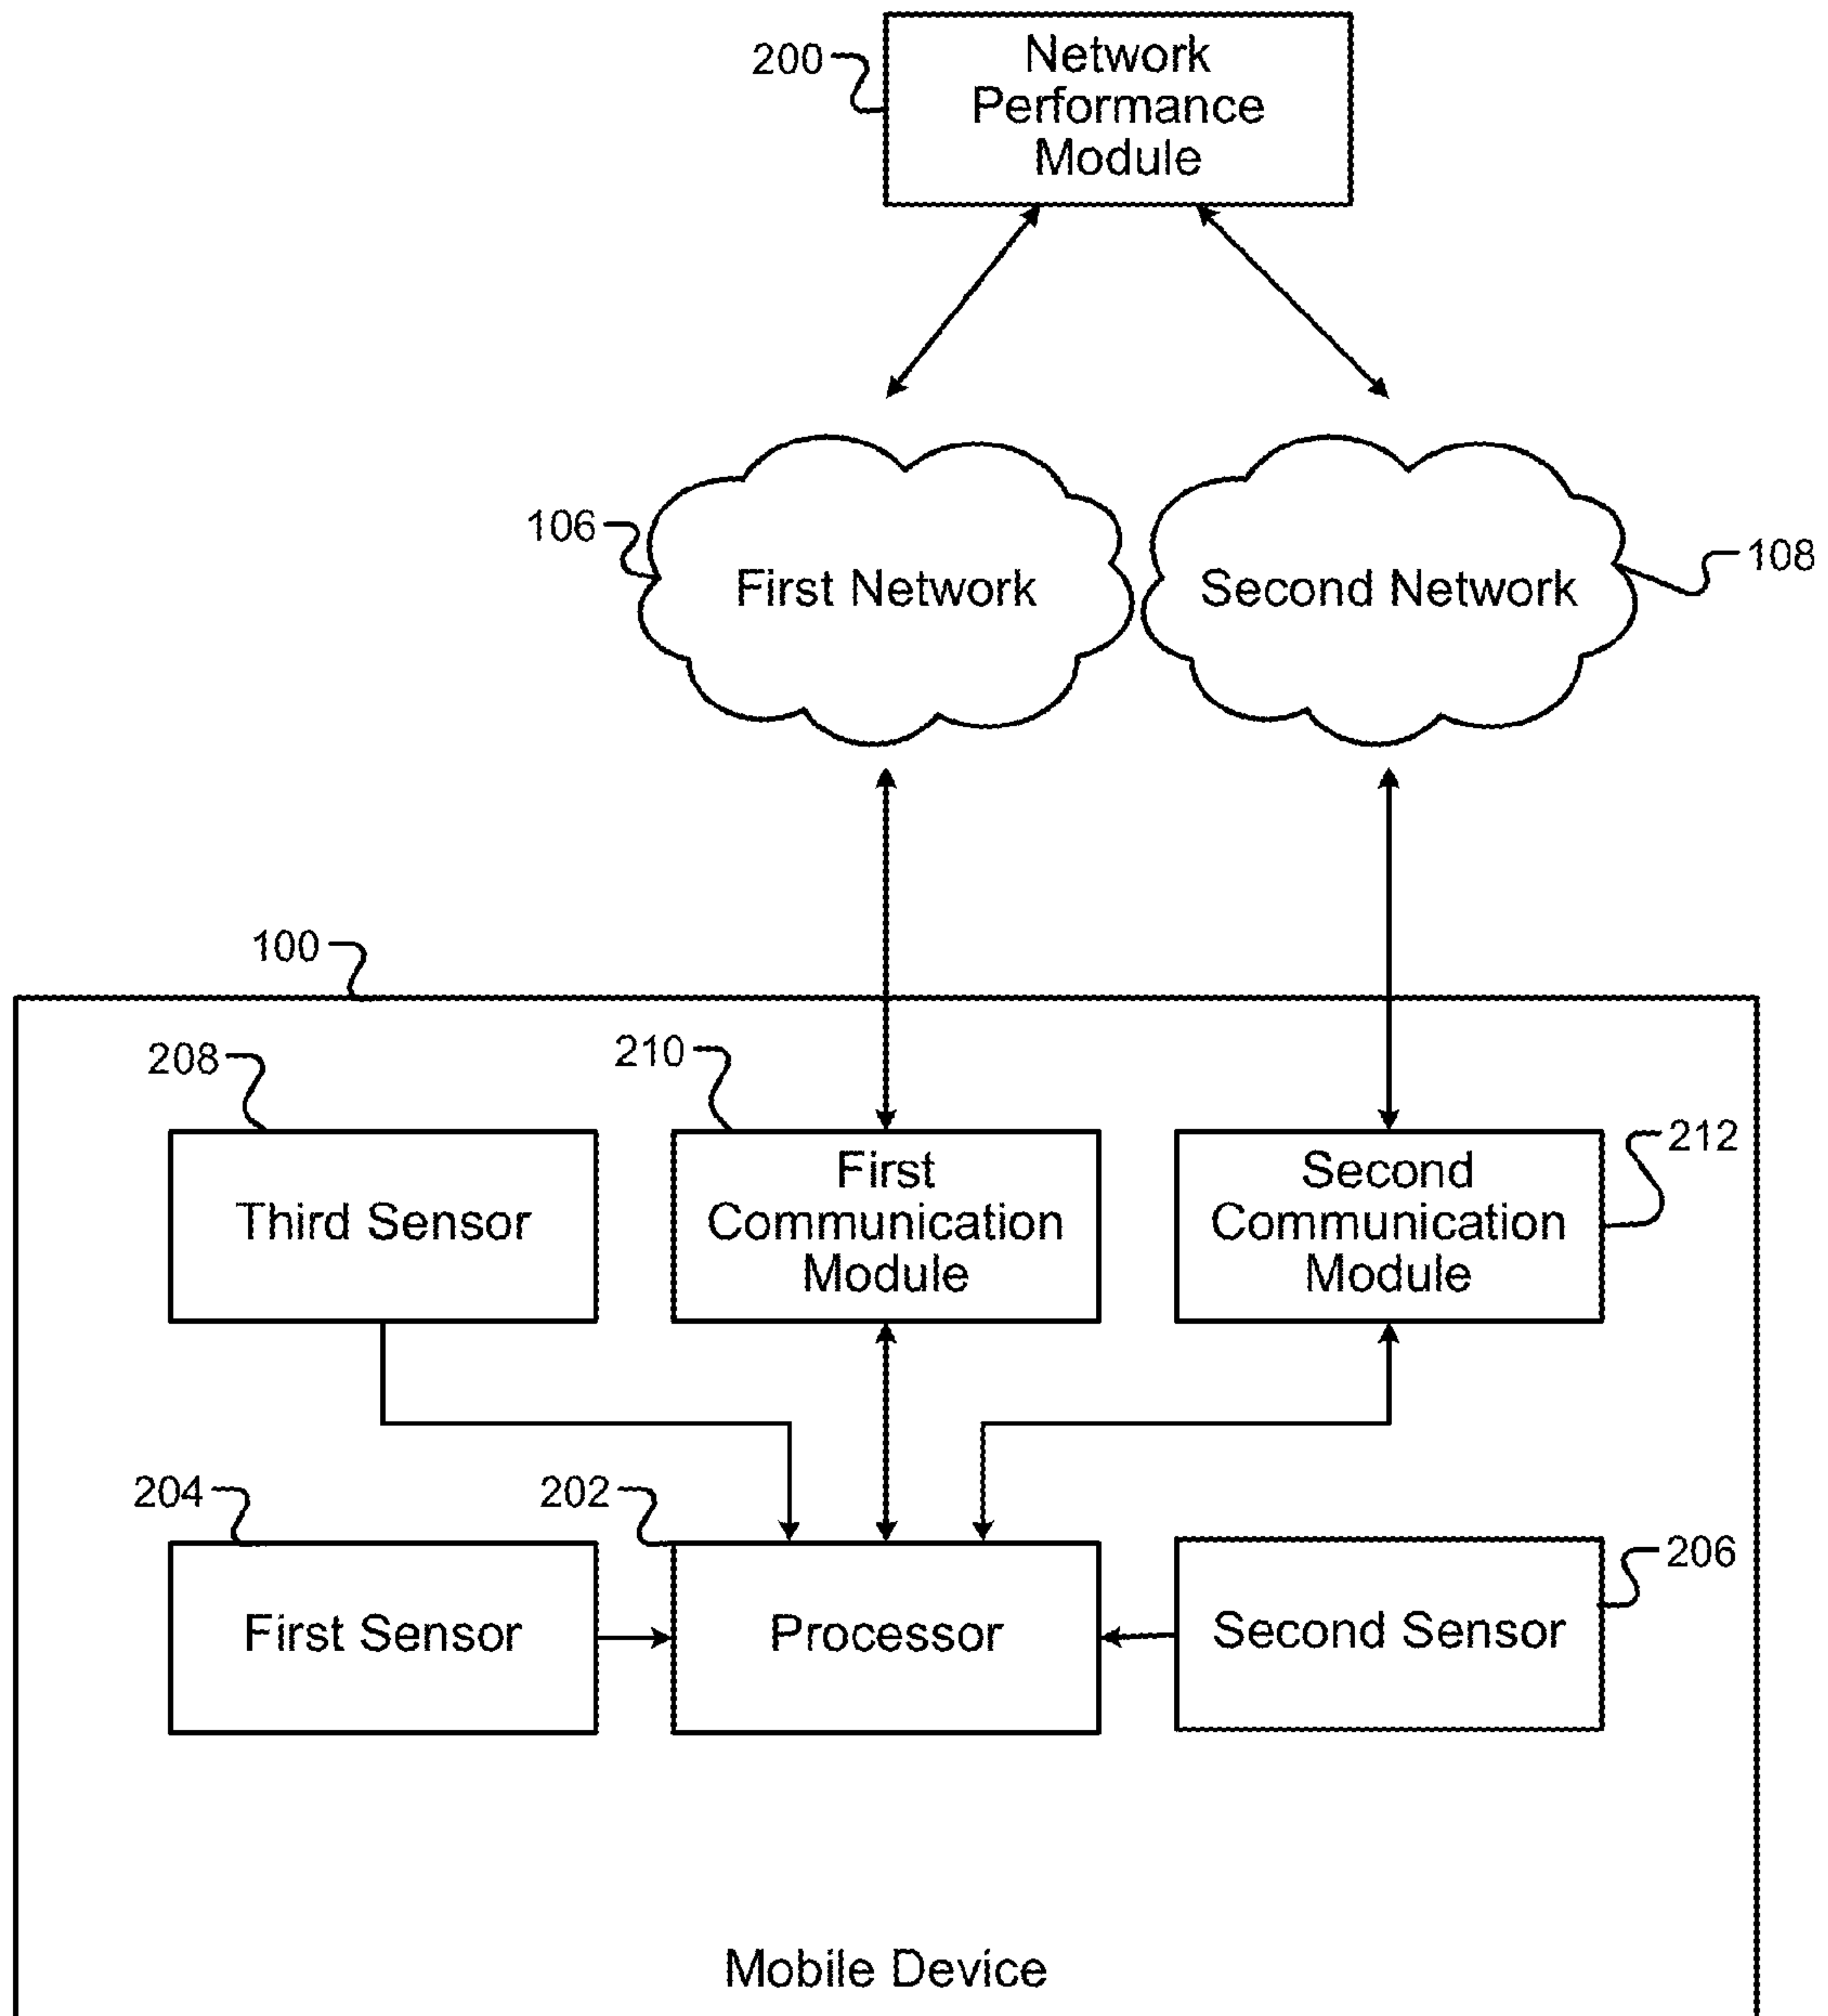 200
Network
Performance
Module
106
First Network
Second Network
108
100
208
210
Third Sensor
First
Communication
Module
Second
Communication
Module
212
204
202
First Sensor
Processor
Second Sensor
206
Mobile Device